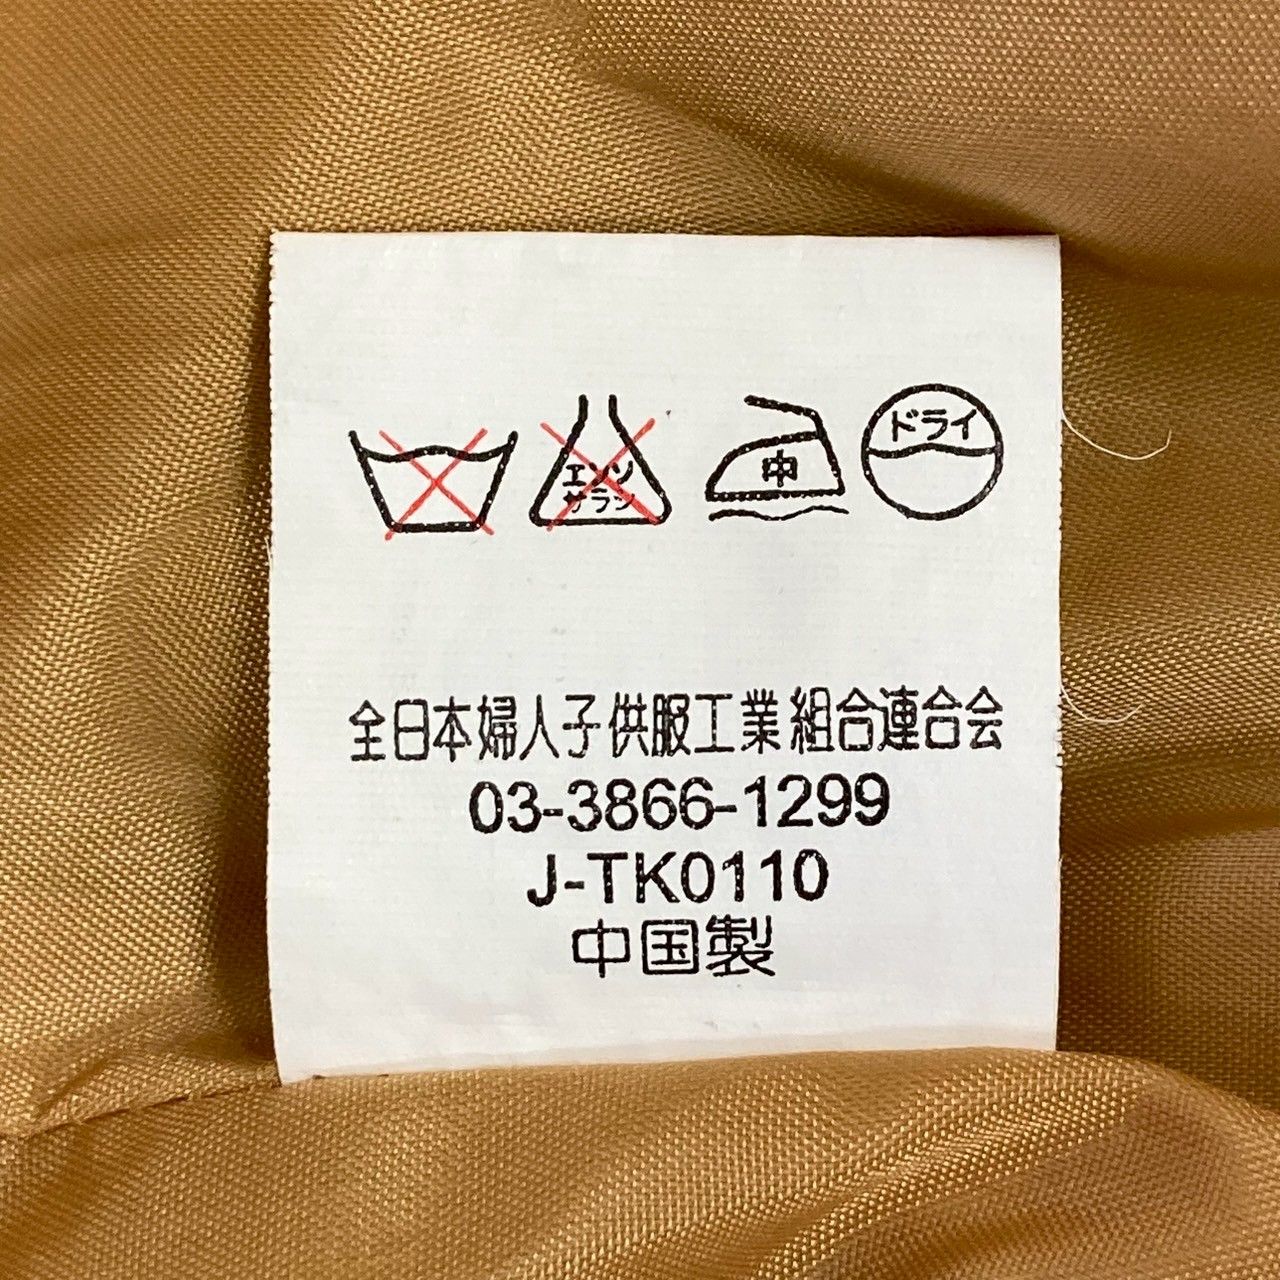 エンソ
サラシ
中
ドライ
全日本婦人子供服工業組合連合会
03-3866-1299
J-TK0110
中国製